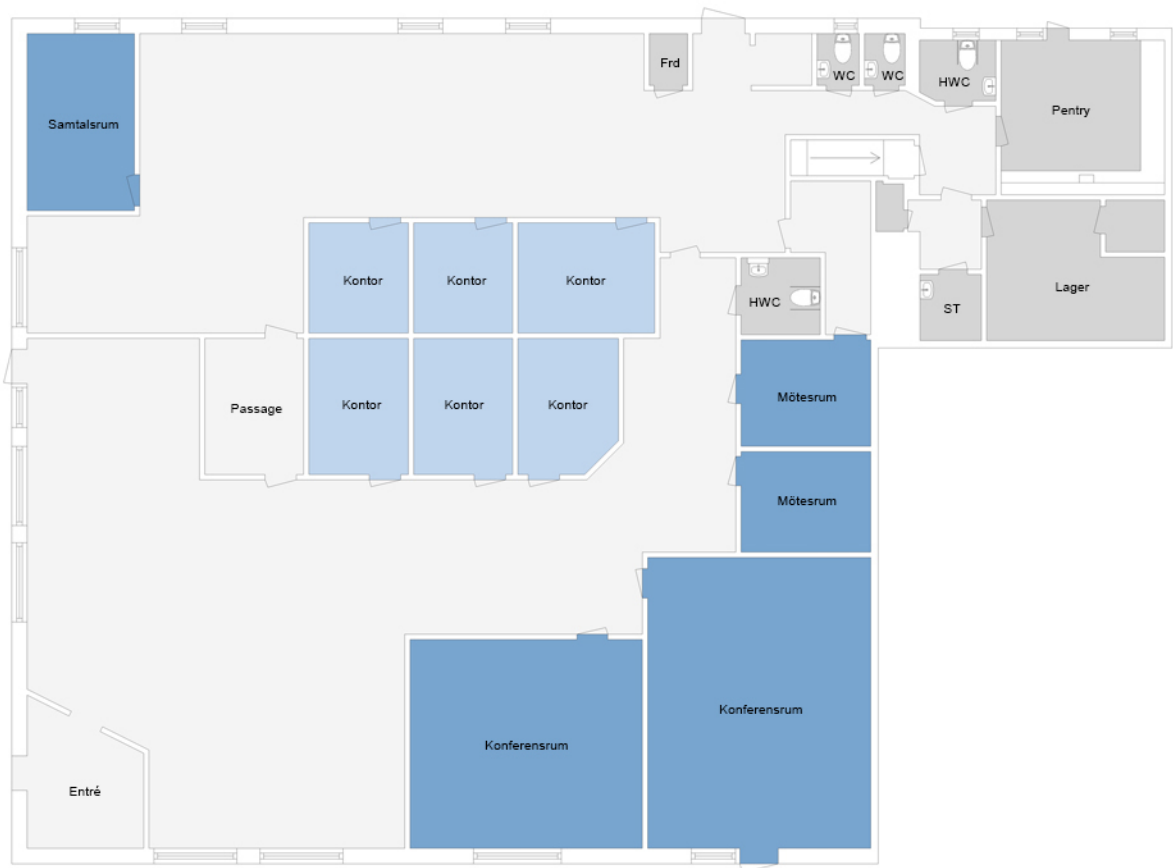 Frd
WC
WC
HWC
Pentry
Samtalsrum
Kontor
Kontor
Kontor
HWC
Lager
ST
Passage
Kontor
Kontor
Kontor
Mötesrum
Mötesrum
Konferensrum
Konferensrum
Entré